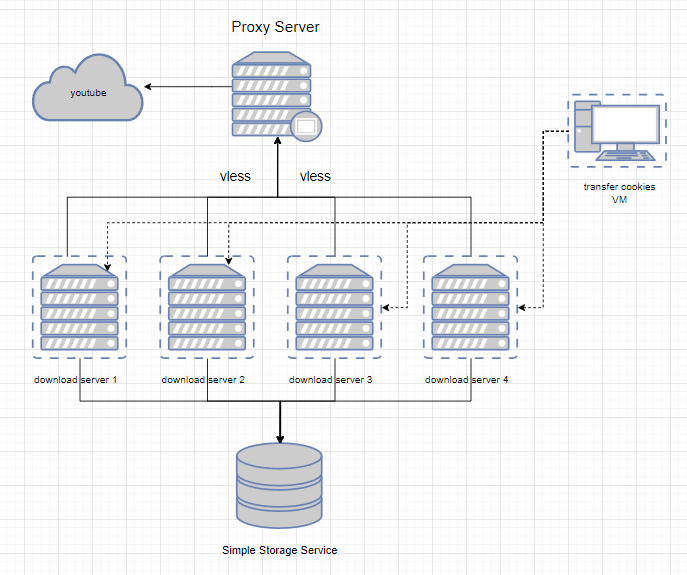 Proxy Server
youtube
transfer cookies
VM
vless
vless
download server 1
download server 2
download server 3
download server 4
Simple Storage Service